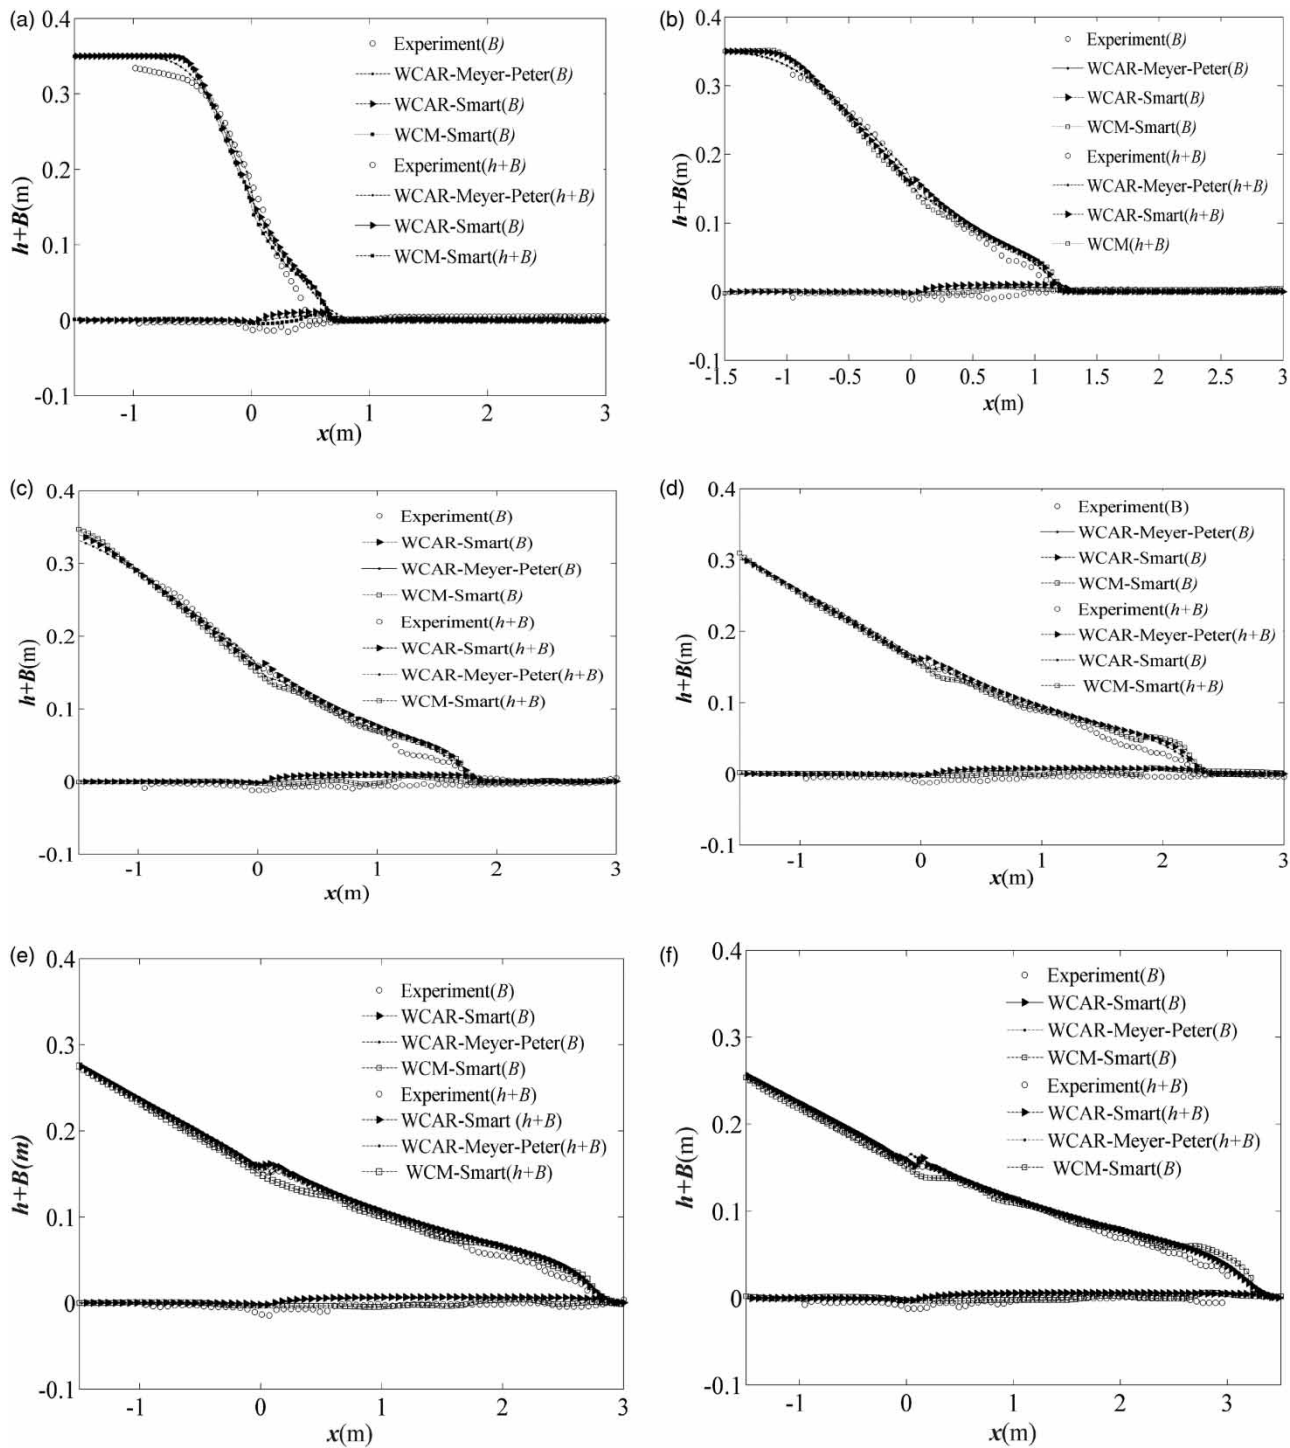 (a)
0.4
Experiment(B)
WCAR-Meyer-Peter(B)
0.3
WCAR-Smart(B)
WCM-Smart(B)
Experiment(h+B)
0.2
WCAR-Meyer-Peter(h+B)
WCAR-Smart(B)
WCM-Smart(h+B)
0.1
0
-0.1
h+B(m)
-1 0 1 2 3
x(m)
(b)
0.4
Experiment(B)
WCAR-Meyer-Peter(B)
0.3
WCAR-Smart(B)
WCM-Smart(B)
Experiment(h+B)
0.2
WCAR-Meyer-Peter(h+B)
WCAR-Smart(h+B)
WCM(h+B)
0.1
0
-0.1
h+B(m)
-1.5 -1 -0.5 0 0.5 1 1.5 2 2.5 3
x(m)
(c)
0.4
Experiment(B)
WCAR-Smart(B)
0.3
WCAR-Meyer-Peter(B)
WCM-Smart(B)
Experiment(h+B)
0.2
WCAR-Smart(h+B)
WCAR-Meyer-Peter(h+B)
WCM-Smart(h+B)
0.1
0
-0.1
h+B(m)
-1 0 1 2 3
x(m)
(d)
0.4
Experiment(B)
WCAR-Meyer-Peter(B)
0.3
WCAR-Smart(B)
WCM-Smart(B)
Experiment(h+B)
0.2
WCAR-Meyer-Peter(h+B)
WCAR-Smart(B)
WCM-Smart(h+B)
0.1
0
-0.1
h+B(m)
-1 0 1 2 3
x(m)
(e)
0.4
Experiment(B)
WCAR-Smart(B)
WCAR-Meyer-Peter(B)
0.3
WCM-Smart(B)
Experiment(h+B)
WCAR-Smart (h+B)
0.2
WCAR-Meyer-Peter(h+B)
WCM-Smart(h+B)
0.1
0
-0.1
h+B(m)
-1 0 1 2 3
x(m)
(f)
0.4
Experiment(B)
WCAR-Smart(B)
WCAR-Meyer-Peter(B)
0.3
WCM-Smart(B)
Experiment(h+B)
WCAR-Smart(h+B)
0.2
WCAR-Meyer-Peter(h+B)
WCM-Smart(B)
0.1
0
-0.1
h+B(m)
-1 0 1 2 3
x(m)